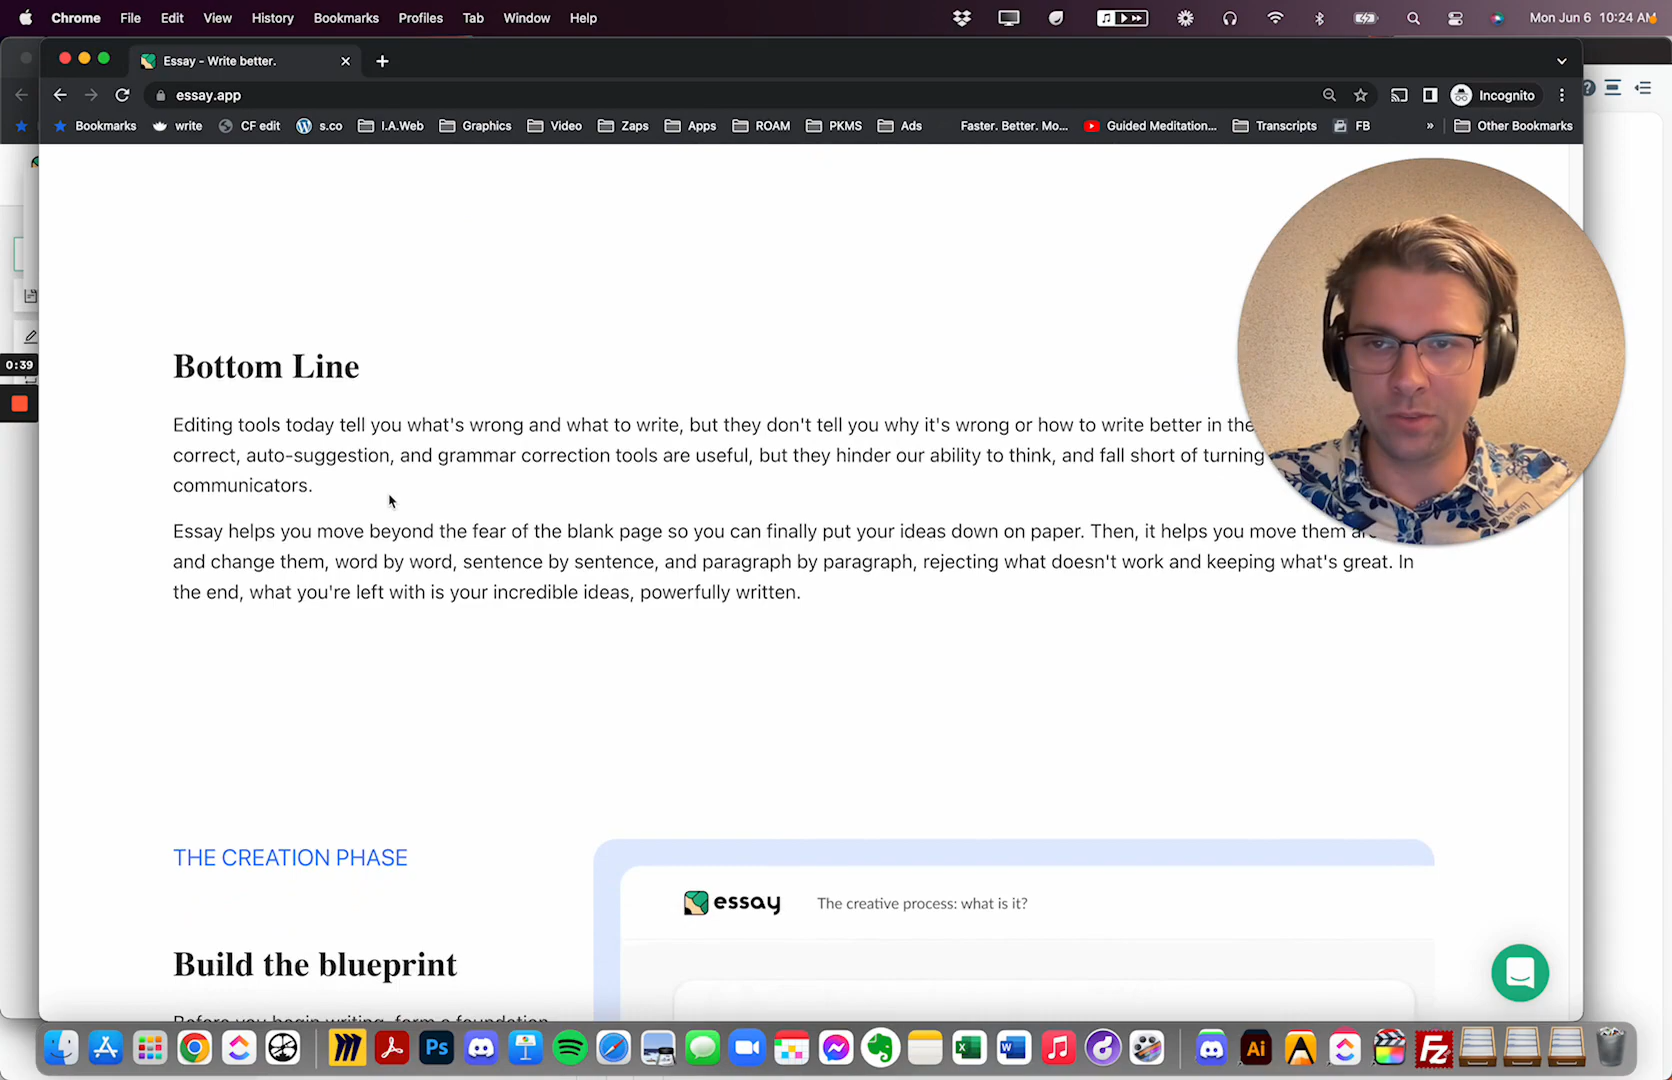 Chrome File Edit View History Bookmarks Profiles Tab Window Help Mon Jun 6 10:24 AM
Essay - Write better.
essay.app Incognito
Bookmarks write CF edit s.co I.A.Web Graphics Video Zaps Apps ROAM PKMS Ads Faster. Better. Mo... Guided Meditation... Transcripts FB » Other Bookmarks
0:39
Bottom Line
Editing tools today tell you what's wrong and what to write, but they don't tell you why it's wrong or how to write better in the
correct, auto-suggestion, and grammar correction tools are useful, but they hinder our ability to think, and fall short of turning
communicators.
Essay helps you move beyond the fear of the blank page so you can finally put your ideas down on paper. Then, it helps you move them
and change them, word by word, sentence by sentence, and paragraph by paragraph, rejecting what doesn't work and keeping what's great. In
the end, what you're left with is your incredible ideas, powerfully written.
THE CREATION PHASE
essay The creative process: what is it?
Build the blueprint
Before you begin writing, form a foundation
Ps Ai Fz